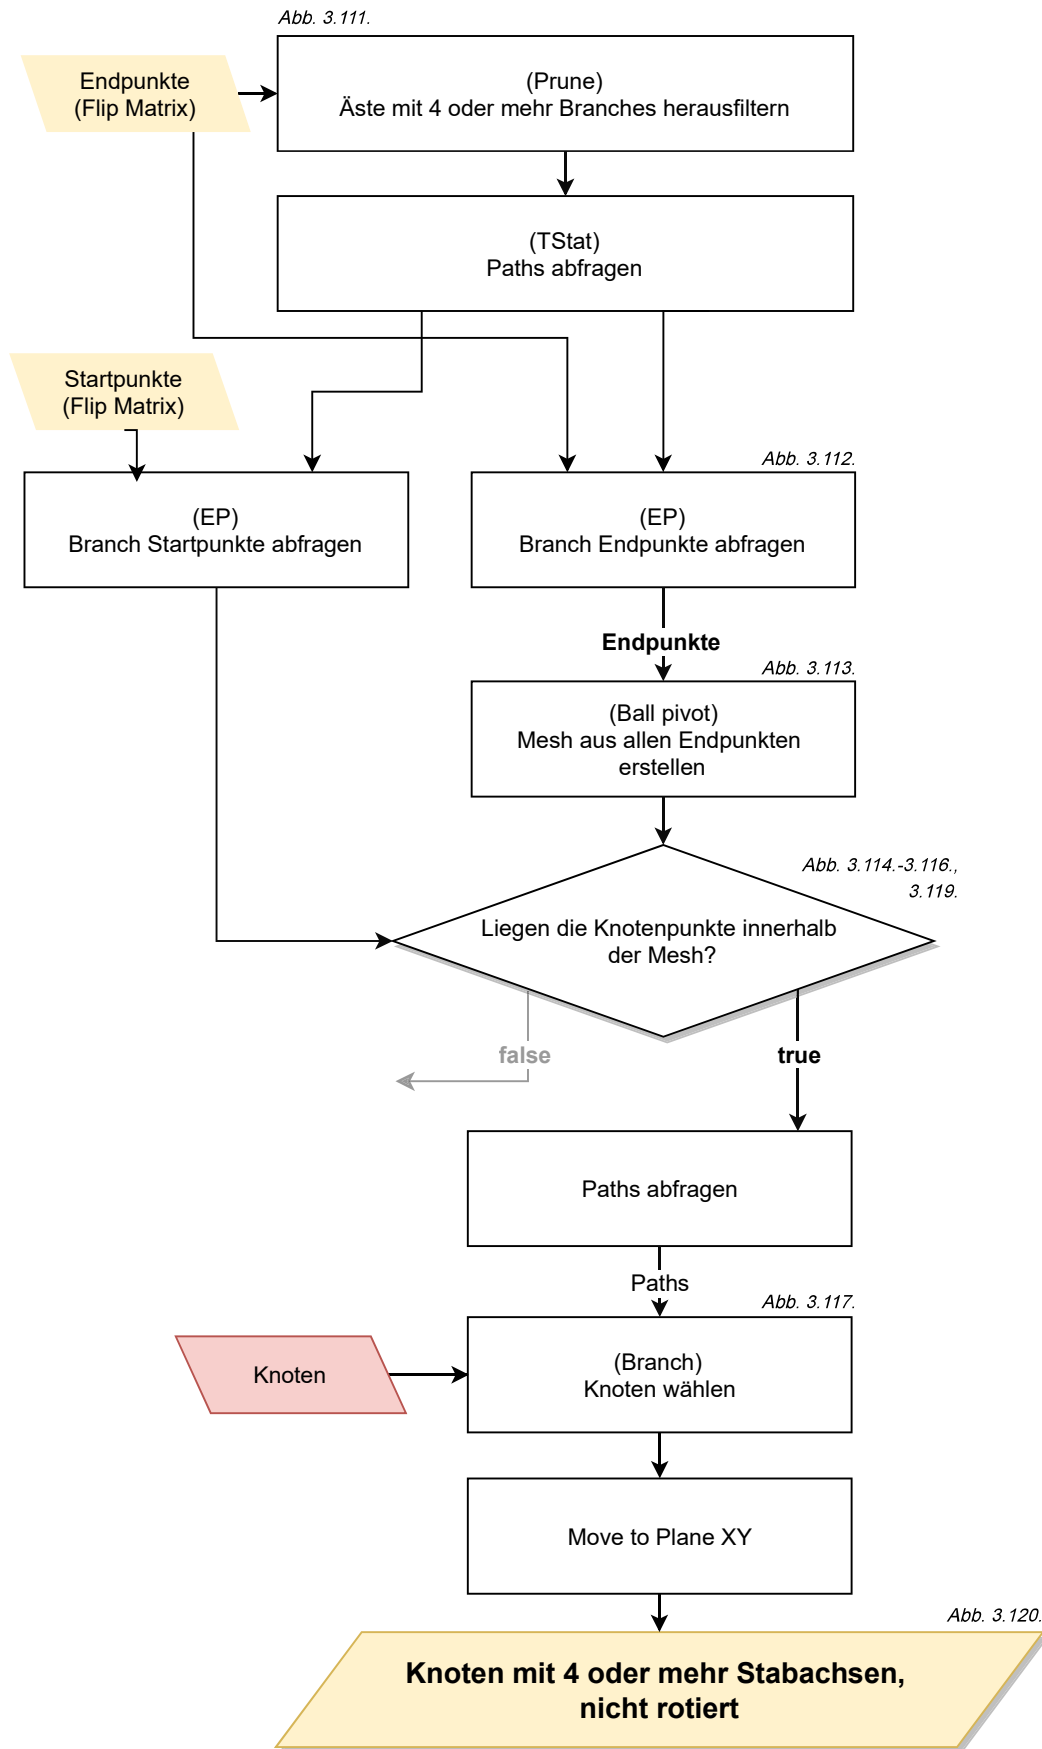 Abb. 3.111.
Endpunkte
(Flip Matrix)
(Prune)
Äste mit 4 oder mehr Branches herausfiltern
(TStat)
Paths abfragen
Startpunkte
(Flip Matrix)
Abb. 3.112.
(EP)
Branch Startpunkte abfragen
(EP)
Branch Endpunkte abfragen
Endpunkte
Abb. 3.113.
(Ball pivot)
Mesh aus allen Endpunkten
erstellen
Abb. 3.114.-3.116.,
3.119.
Liegen die Knotenpunkte innerhalb
der Mesh?
false
true
Paths abfragen
Paths
Abb. 3.117.
Knoten
(Branch)
Knoten wählen
Move to Plane XY
Abb. 3.120.
Knoten mit 4 oder mehr Stabachsen,
nicht rotiert